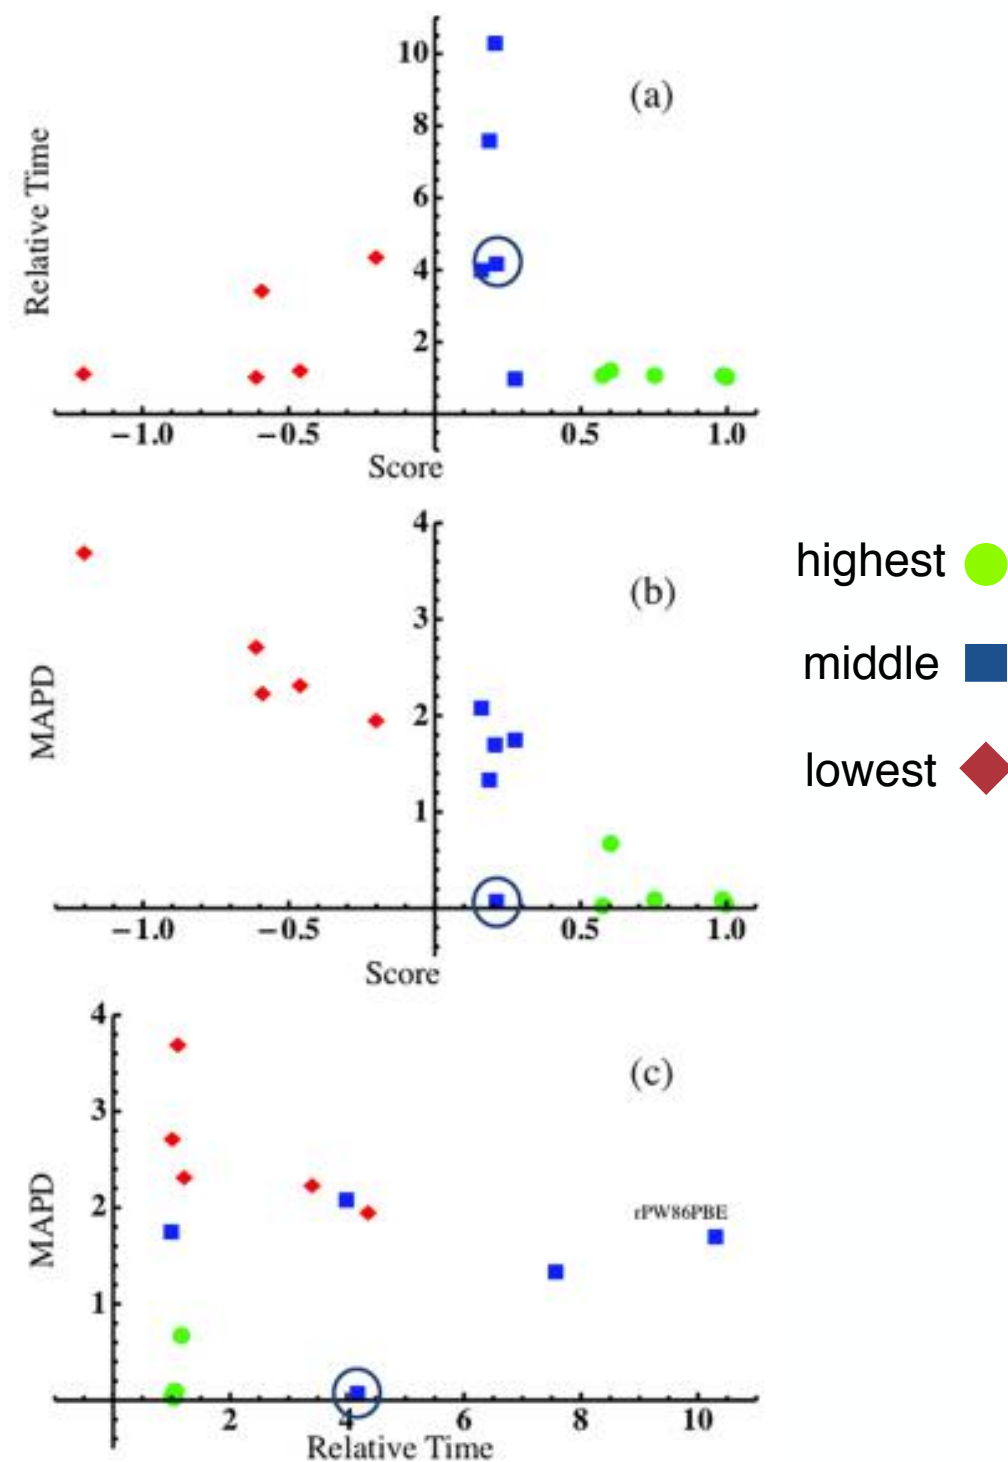 10
(a)
8
6
4
2
Relative Time
−1.0 −0.5 0.5 1.0
Score
4
(b)
3
2
1
MAPD
−1.0 −0.5 0.5 1.0
Score
highest
middle
lowest
4
(c)
3
2
rPW86PBE
1
MAPD
2 4 6 8 10
Relative Time